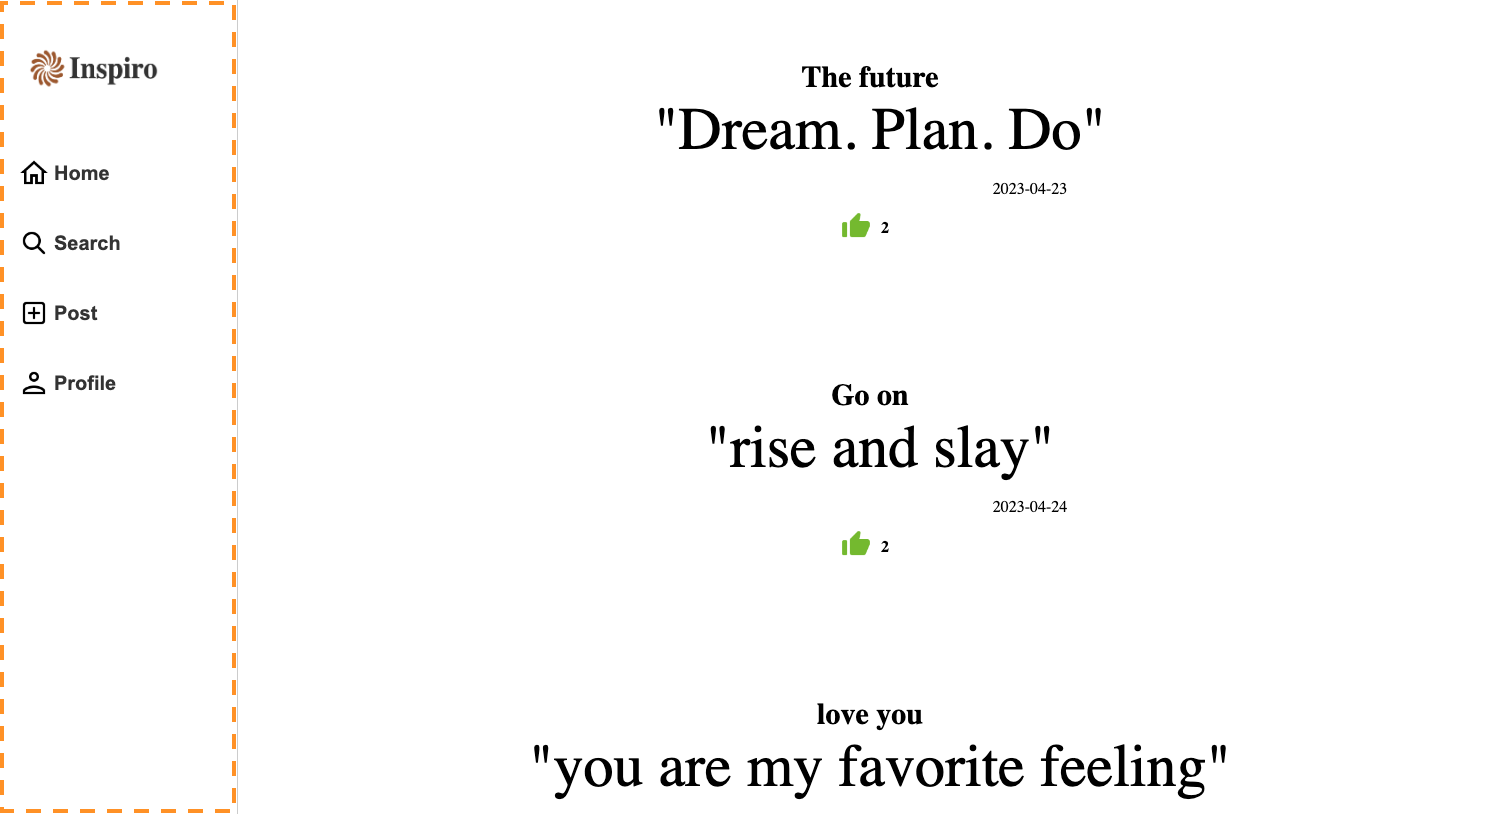 Inspiro
Home
Search
Post
Profile
The future
"Dream. Plan. Do"
2023-04-23
2
Go on
"rise and slay"
2023-04-24
2
love you
"you are my favorite feeling"